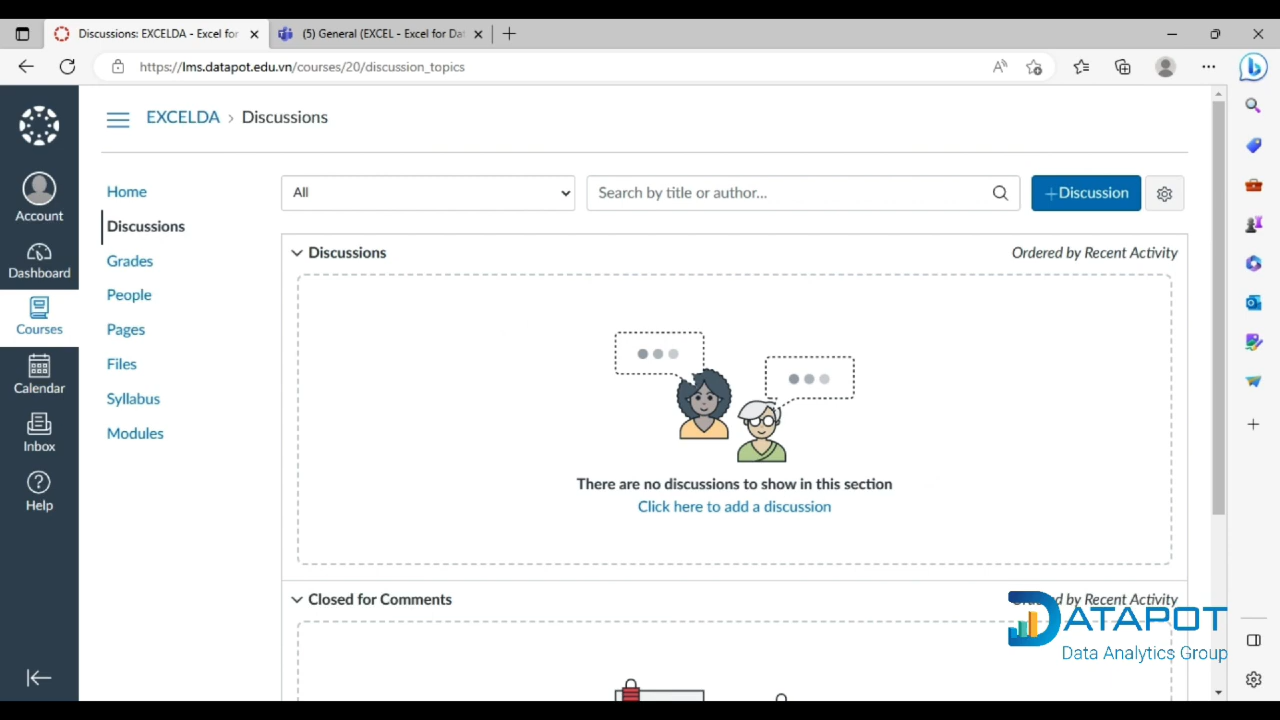 Discussions: EXCELDA - Excel for
(5) General (EXCEL - Excel for Dat
https://lms.datapot.edu.vn/courses/20/discussion_topics
EXCELDA › Discussions
Account
Dashboard
Courses
Calendar
Inbox
Help
Home
Discussions
Grades
People
Pages
Files
Syllabus
Modules
All
Search by title or author...
+Discussion
Discussions
Ordered by Recent Activity
There are no discussions to show in this section
Click here to add a discussion
Closed for Comments
Ordered by Recent Activity
DATAPOT
Data Analytics Group